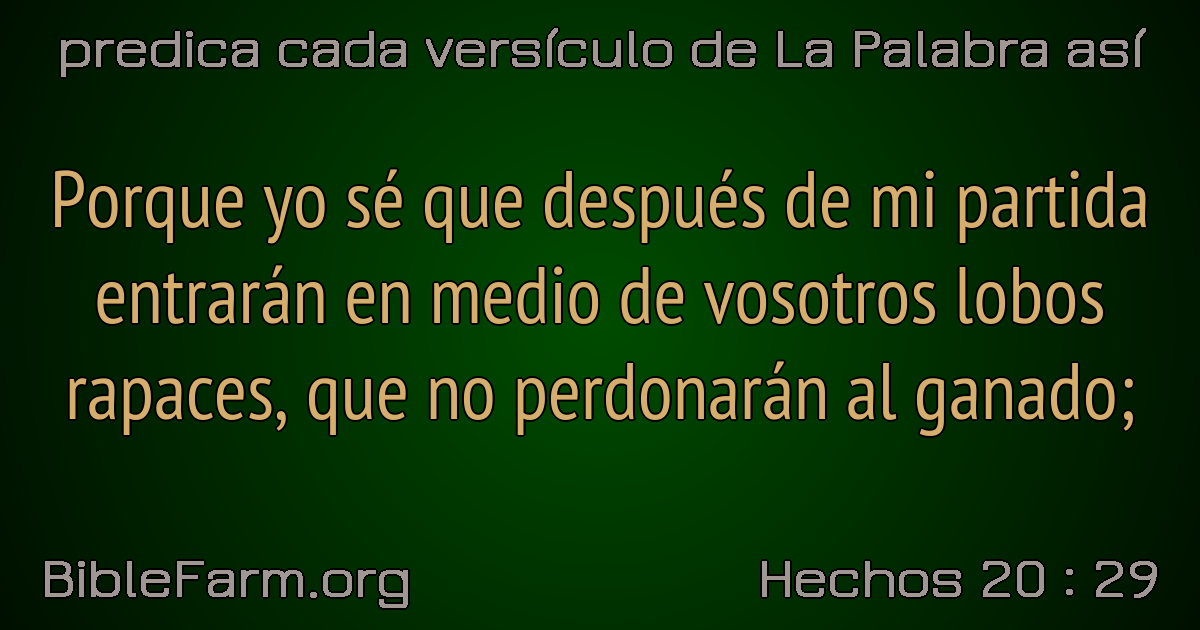 predica cada versículo de La Palabra así
Porque yo sé que después de mi partida
entrarán en medio de vosotros lobos
rapaces, que no perdonarán al ganado;
BibleFarm.org
Hechos 20 : 29